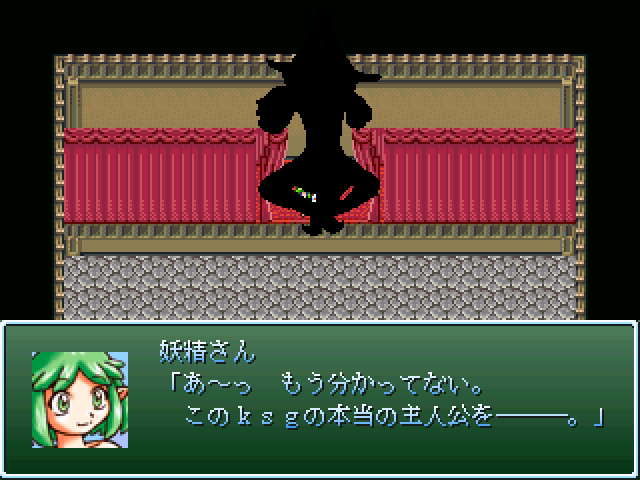 妖精さん
「あ～っ　もう分かってない。
このｋｓｇの本当の主人公を―――。」